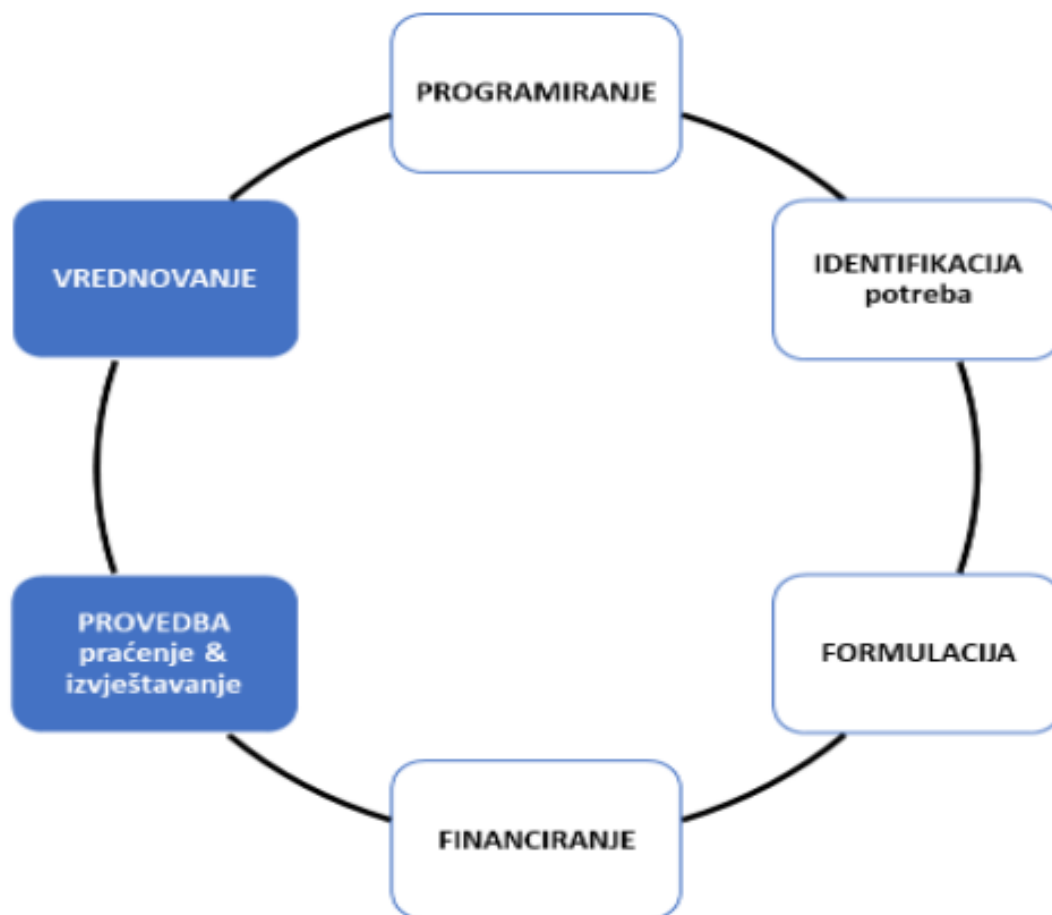 PROGRAMIRANJE
IDENTIFIKACIJA
potreba
FORMULACIJA
FINANCIRANJE
PROVEDBA
praćenje &
izvještavanje
VREDNOVANJE